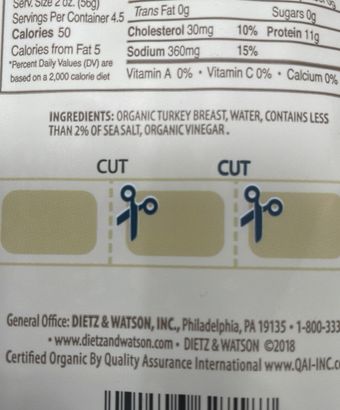 Serv. Size 2 oz. (56g)
Servings Per Container 4.5
Calories 50
Calories from Fat 5
*Percent Daily Values (DV) are
based on a 2,000 calorie diet
Trans Fat 0g Sugars 0g
Cholesterol 30mg 10% Protein 11g
Sodium 360mg 15%
Vitamin A 0% • Vitamin C 0% • Calcium 0%
INGREDIENTS: ORGANIC TURKEY BREAST, WATER, CONTAINS LESS
THAN 2% OF SEA SALT, ORGANIC VINEGAR.
CUT CUT
General Office: DIETZ & WATSON, INC., Philadelphia, PA 19135 • 1-800-333
• www.dietzandwatson.com • DIETZ & WATSON ©2018
Certified Organic By Quality Assurance International www.QAI-INC.c